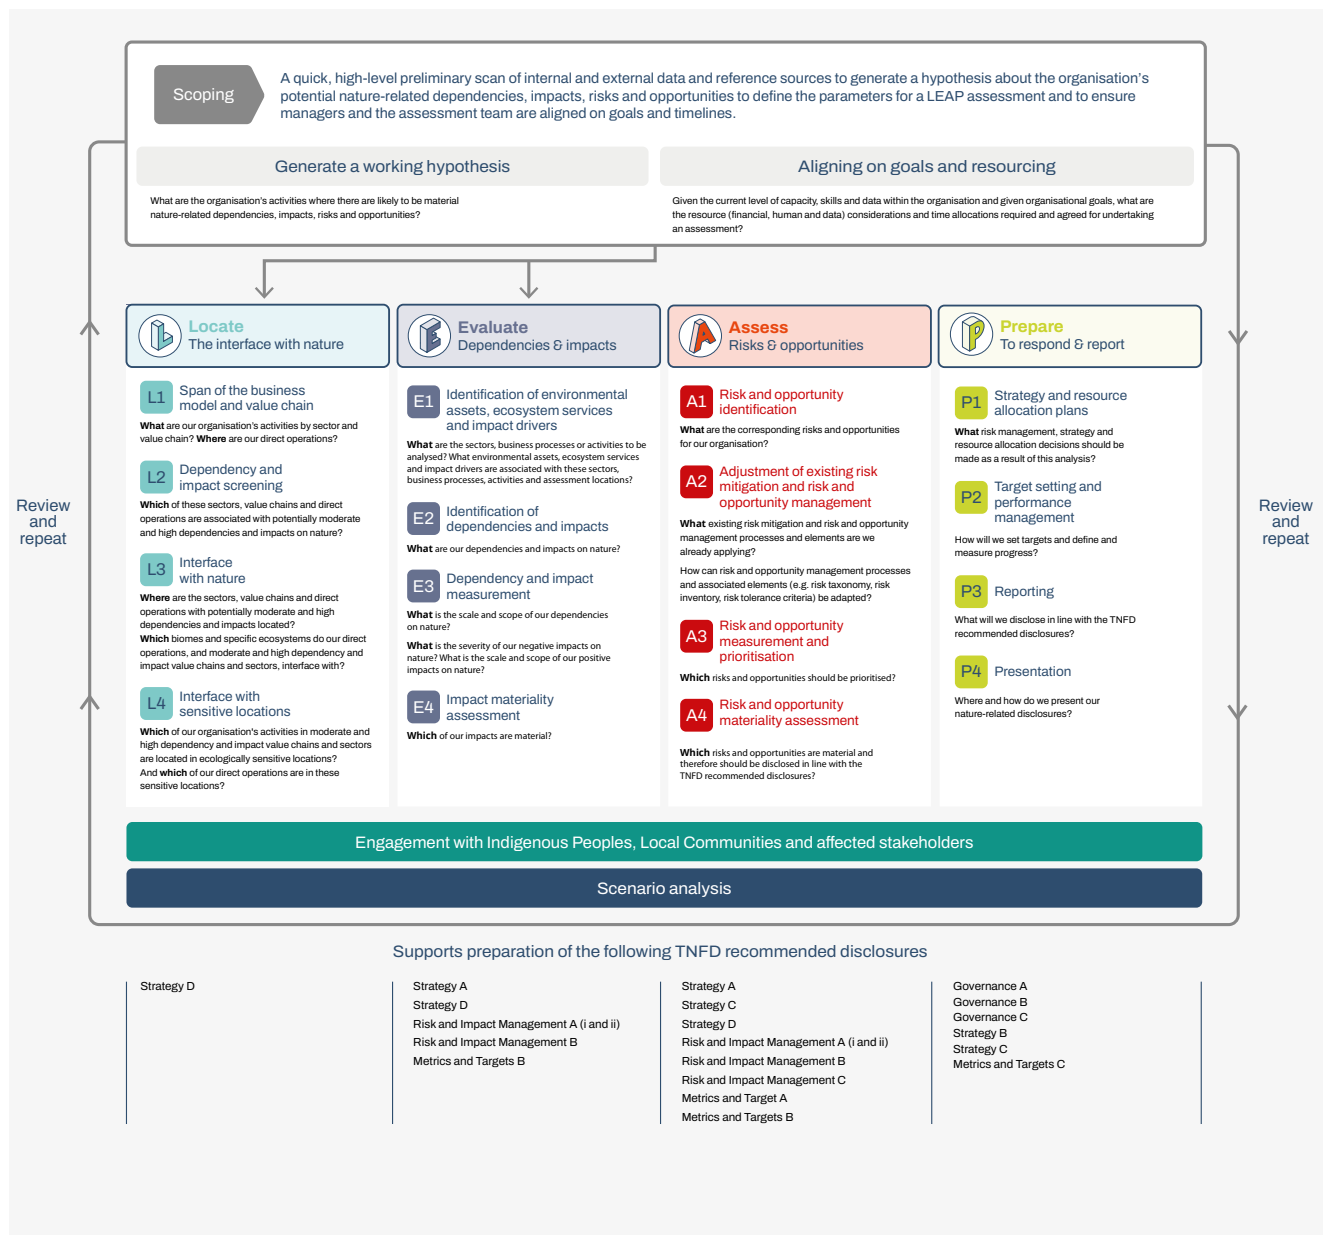 Scoping
A quick, high-level preliminary scan of internal and external data and reference sources to generate a hypothesis about the organisation's
potential nature-related dependencies, impacts, risks and opportunities to define the parameters for a LEAP assessment and to ensure
managers and the assessment team are aligned on goals and timelines.
Generate a working hypothesis
What are the organisation's activities where there are likely to be material
nature-related dependencies, impacts, risks and opportunities?
Aligning on goals and resourcing
Given the current level of capacity, skills and data within the organisation and given organisational goals, what are
the resource (financial, human and data) considerations and time allocations required and agreed for undertaking
an assessment?
Review
and
repeat
L
Locate
The interface with nature
L1
Span of the business
model and value chain
What are our organisation's activities by sector and
value chain? Where are our direct operations?
L2
Dependency and
impact screening
Which of these sectors, value chains and direct
operations are associated with potentially moderate
and high dependencies and impacts on nature?
L3
Interface
with nature
Where are the sectors, value chains and direct
operations with potentially moderate and high
dependencies and impacts located?
Which biomes and specific ecosystems do our direct
operations, and moderate and high dependency and
impact value chains and sectors, interface with?
L4
Interface with
sensitive locations
Which of our organisation's activities in moderate and
high dependency and impact value chains and sectors
are located in ecologically sensitive locations?
And which of our direct operations are in these
sensitive locations?
E
Evaluate
Dependencies & impacts
E1
Identification of environmental
assets, ecosystem services
and impact drivers
What are the sectors, business processes or activities to be
analysed? What environmental assets, ecosystem services
and impact drivers are associated with these sectors,
business processes, activities and assessment locations?
E2
Identification of
dependencies and impacts
What are our dependencies and impacts on nature?
E3
Dependency and impact
measurement
What is the scale and scope of our dependencies
on nature?
What is the severity of our negative impacts on
nature? What is the scale and scope of our positive
impacts on nature?
E4
Impact materiality
assessment
Which of our impacts are material?
A
Assess
Risks & opportunities
A1
Risk and opportunity
identification
What are the corresponding risks and opportunities
for our organisation?
A2
Adjustment of existing risk
mitigation and risk and
opportunity management
What existing risk mitigation and risk and opportunity
management processes and elements are we
already applying?
How can risk and opportunity management processes
and associated elements (e.g. risk taxonomy, risk
inventory, risk tolerance criteria) be adapted?
A3
Risk and opportunity
measurement and
prioritisation
Which risks and opportunities should be prioritised?
A4
Risk and opportunity
materiality assessment
Which risks and opportunities are material and
therefore should be disclosed in line with the
TNFD recommended disclosures?
P
Prepare
To respond & report
P1
Strategy and resource
allocation plans
What risk management, strategy and
resource allocation decisions should be
made as a result of this analysis?
P2
Target setting and
performance
management
How will we set targets and define and
measure progress?
P3
Reporting
What will we disclose in line with the TNFD
recommended disclosures?
P4
Presentation
Where and how do we present our
nature-related disclosures?
Review
and
repeat
Engagement with Indigenous Peoples, Local Communities and affected stakeholders
Scenario analysis
Supports preparation of the following TNFD recommended disclosures
Strategy D
Strategy A
Strategy D
Risk and Impact Management A (i and ii)
Risk and Impact Management B
Metrics and Targets B
Strategy A
Strategy C
Strategy D
Risk and Impact Management A (i and ii)
Risk and Impact Management B
Risk and Impact Management C
Metrics and Target A
Metrics and Targets B
Governance A
Governance B
Governance C
Strategy B
Strategy C
Metrics and Targets C